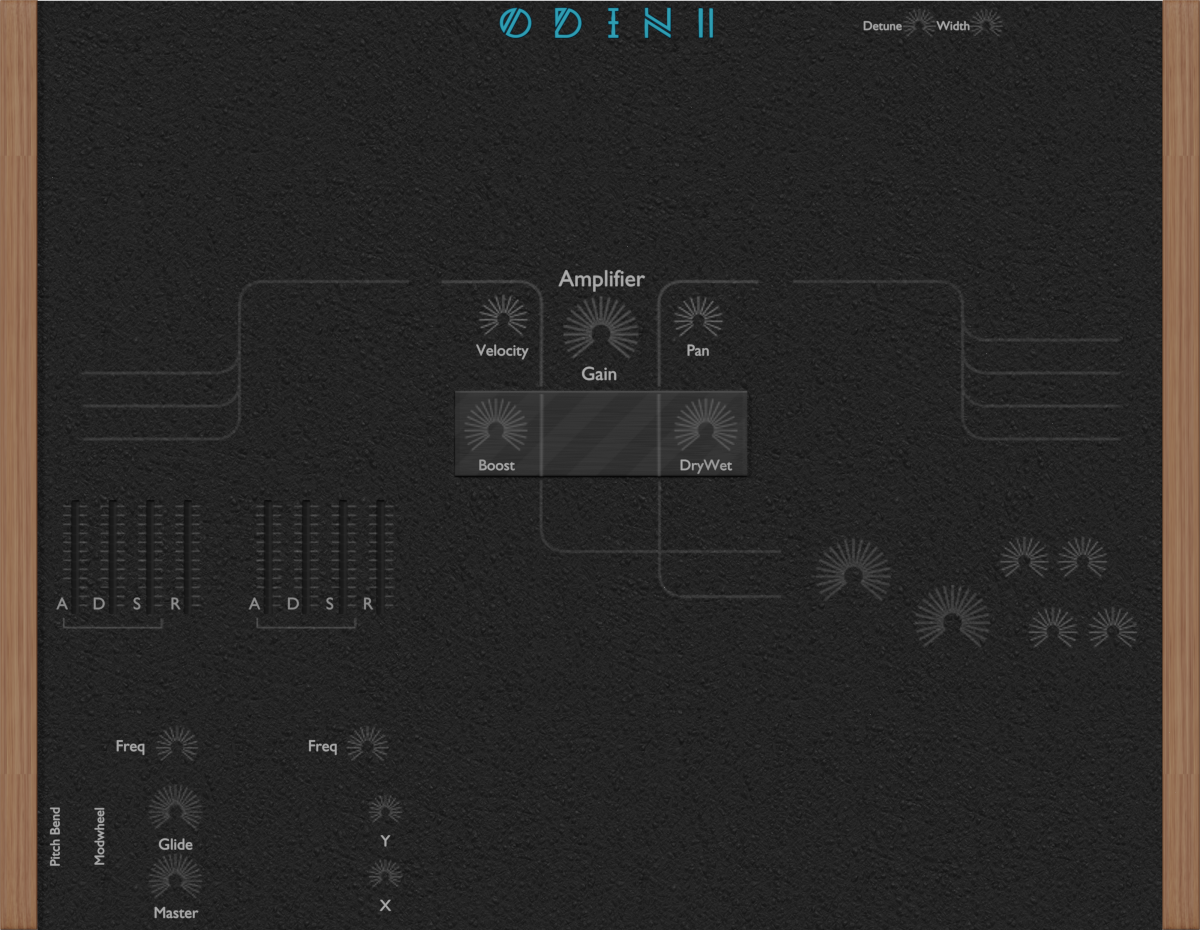 ODIN II
Detune Width
Amplifier
Velocity
Pan
Gain
Boost
DryWet
A D S R
A D S R
Freq
Freq
Pitch Bend
Modwheel
Glide
Y
Master
X